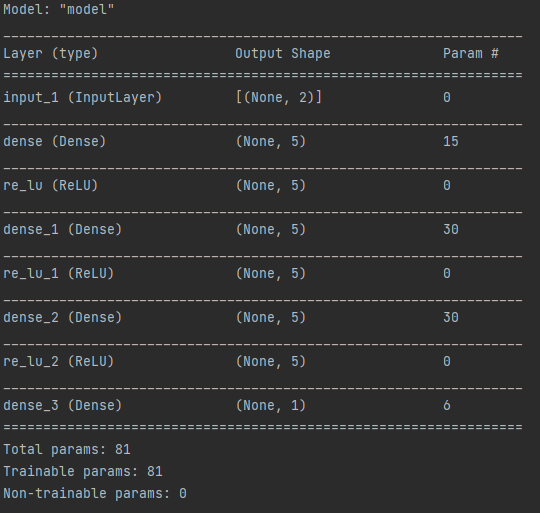 Model: "model"
_________________________________________________________________
Layer (type)                 Output Shape              Param #
=================================================================
input_1 (InputLayer)         [(None, 2)]               0
_________________________________________________________________
dense (Dense)                (None, 5)                 15
_________________________________________________________________
re_lu (ReLU)                 (None, 5)                 0
_________________________________________________________________
dense_1 (Dense)              (None, 5)                 30
_________________________________________________________________
re_lu_1 (ReLU)               (None, 5)                 0
_________________________________________________________________
dense_2 (Dense)              (None, 5)                 30
_________________________________________________________________
re_lu_2 (ReLU)               (None, 5)                 0
_________________________________________________________________
dense_3 (Dense)              (None, 1)                 6
=================================================================
Total params: 81
Trainable params: 81
Non-trainable params: 0